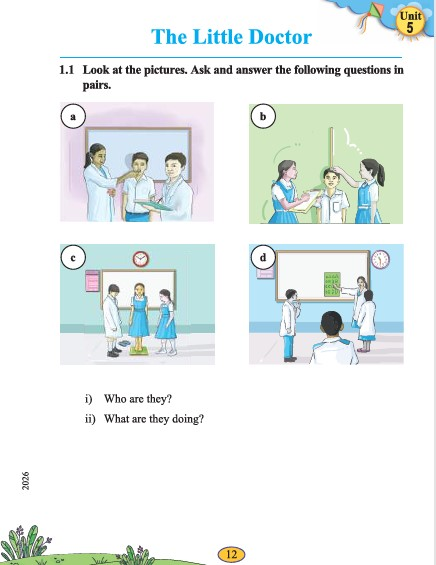 Unit
5
The Little Doctor
1.1 Look at the pictures. Ask and answer the following questions in
pairs.
a
b
c
d
i) Who are they?
ii) What are they doing?
2026
12